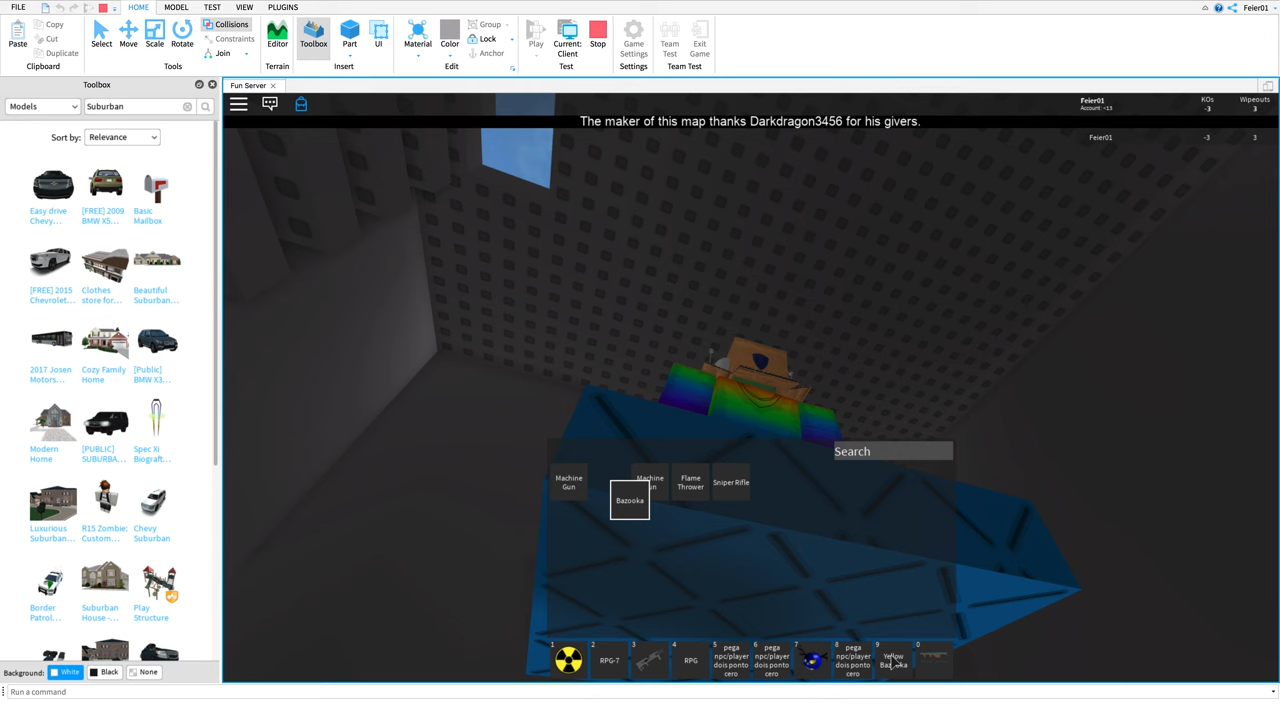 FILE HOME MODEL TEST VIEW PLUGINS Feier01
Paste Copy Cut Duplicate Select Move Scale Rotate Collisions Constraints Join Editor Toolbox Part UI Material Color Group Lock Anchor Play Current: Client Stop Game Settings Team Test Exit Game
Clipboard Tools Terrain Insert Edit Test Settings Team Test
Toolbox
Fun Server
Models Suburban
Sort by: Relevance
Easy drive Chevy...
[FREE] 2009 BMW X5...
Basic Mailbox
[FREE] 2015 Chevrolet...
Clothes store for...
Beautiful Suburban...
2017 Josen Motors...
Cozy Family Home
[Public] BMW X3...
Modern Home
[PUBLIC] SUBURBA...
Spec Xi Biograft...
Luxurious Suburban...
R15 Zombie: Custom...
Chevy Suburban
Border Patrol...
Suburban House -...
Play Structure
Background: White Black None
Run a command
The maker of this map thanks Darkdragon3456 for his givers.
Feier01 KOs Wipeouts
Account: <13 -3 3
Feier01 -3 3
Search
Machine Gun
Bazooka
Machine
Flame Thrower
Sniper Rifle
1
2 RPG-7
3
4 RPG
5 pega npc/player dois ponto cero
6 pega npc/player dois ponto cero
7
8 pega npc/player dois ponto cero
9 Yellow Bazooka
0